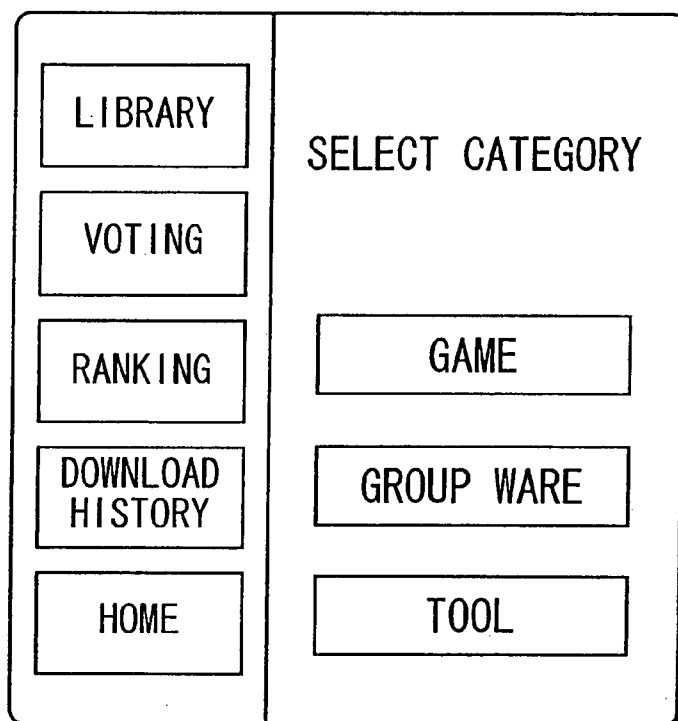 LIBRARY
VOTING
RANKING
DOWNLOAD
HISTORY
HOME
SELECT CATEGORY
GAME
GROUP WARE
TOOL